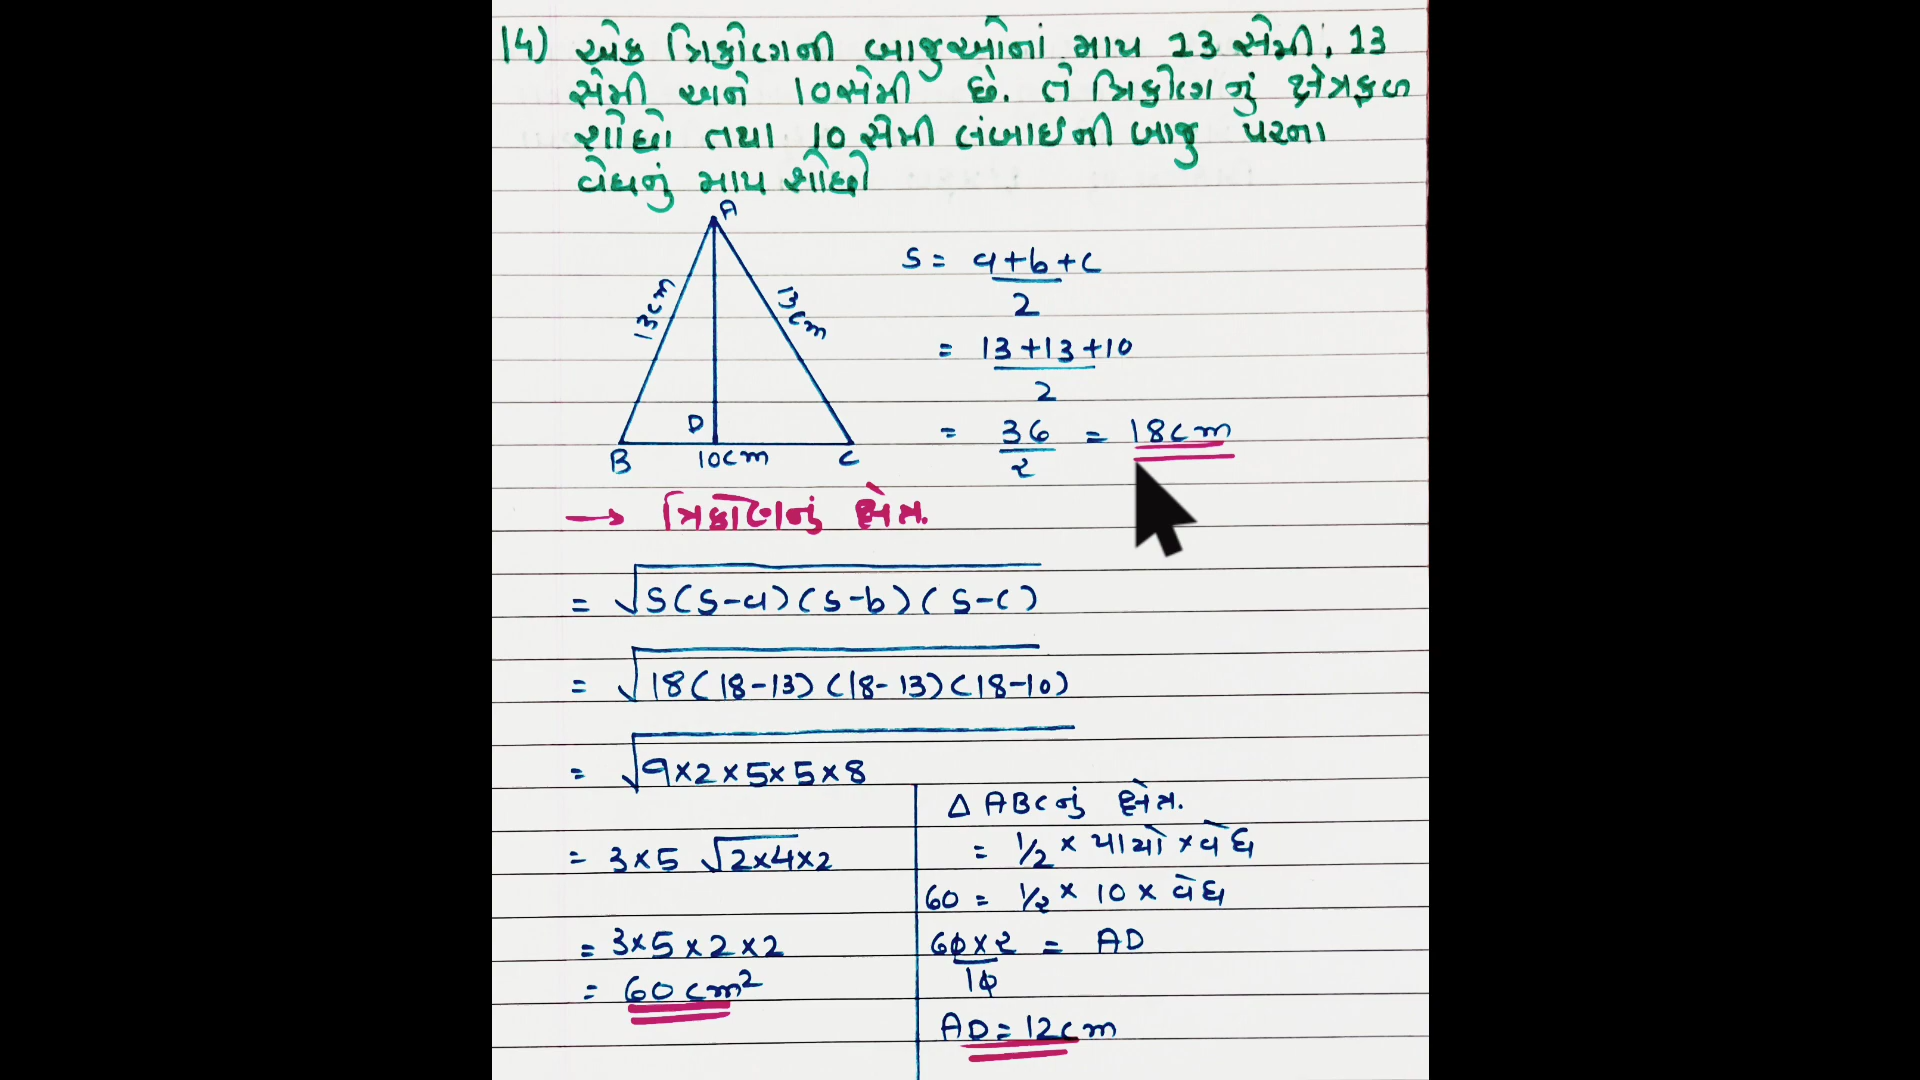 14) એક ત્રિકોણની બાજુઓનાં માપ 13 સેમી, 13
સેમી અને 10સેમી છે. તે ત્રિકોણનું ક્ષેત્રફળ
શોધો તથા 10 સેમી લંબાઈની બાજુ પરના
વેધનું માપ શોધો
A
13cm
13cm
D
B 10cm C
S = a+b+c
2
= 13+13+10
2
= 36 = 18cm
2
→ ત્રિકોણનું ક્ષેત્ર.
= √S(S-a)(S-b)(S-c)
= √18(18-13)(18-13)(18-10)
= √9×2×5×5×8
= 3×5 √2×4×2
= 3×5×2×2
= 60 cm²
Δ ABCનું ક્ષેત્ર.
= 1/2 × પાયો × વેધ
60 = 1/2 × 10 × વેધ
60×2 = AD
10
AD = 12cm